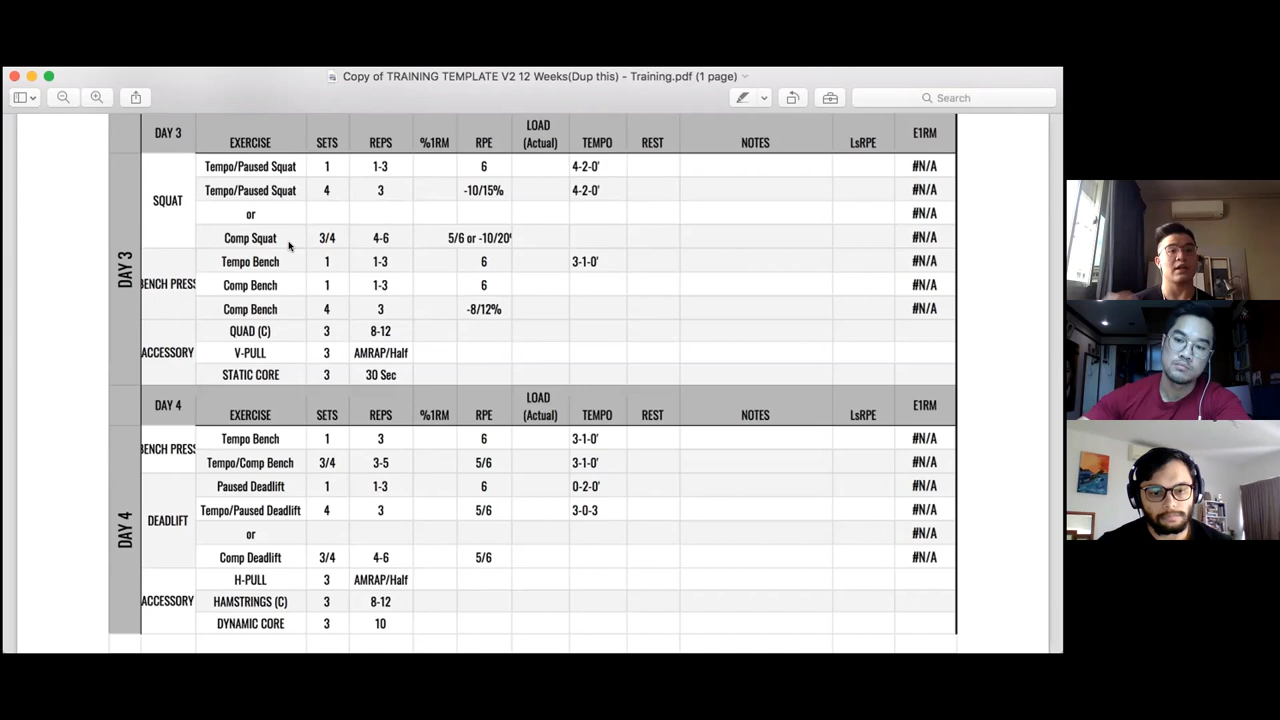 Copy of TRAINING TEMPLATE V2 12 Weeks(Dup this) - Training.pdf (1 page)
Search
DAY 3 EXERCISE SETS REPS %1RM RPE LOAD (Actual) TEMPO REST NOTES LsRPE E1RM
DAY 3
SQUAT
Tempo/Paused Squat 1 1-3 6 4-2-0' #N/A
Tempo/Paused Squat 4 3 -10/15% 4-2-0' #N/A
or #N/A
Comp Squat 3/4 4-6 5/6 or -10/20% #N/A
BENCH PRESS
Tempo Bench 1 1-3 6 3-1-0' #N/A
Comp Bench 1 1-3 6 #N/A
Comp Bench 4 3 -8/12% #N/A
ACCESSORY
QUAD (C) 3 8-12
V-PULL 3 AMRAP/Half
STATIC CORE 3 30 Sec
DAY 4 EXERCISE SETS REPS %1RM RPE LOAD (Actual) TEMPO REST NOTES LsRPE E1RM
DAY 4
BENCH PRESS
Tempo Bench 1 3 6 3-1-0' #N/A
Tempo/Comp Bench 3/4 3-5 5/6 3-1-0' #N/A
DEADLIFT
Paused Deadlift 1 1-3 6 0-2-0' #N/A
Tempo/Paused Deadlift 4 3 5/6 3-0-3 #N/A
or #N/A
Comp Deadlift 3/4 4-6 5/6 #N/A
ACCESSORY
H-PULL 3 AMRAP/Half
HAMSTRINGS (C) 3 8-12
DYNAMIC CORE 3 10